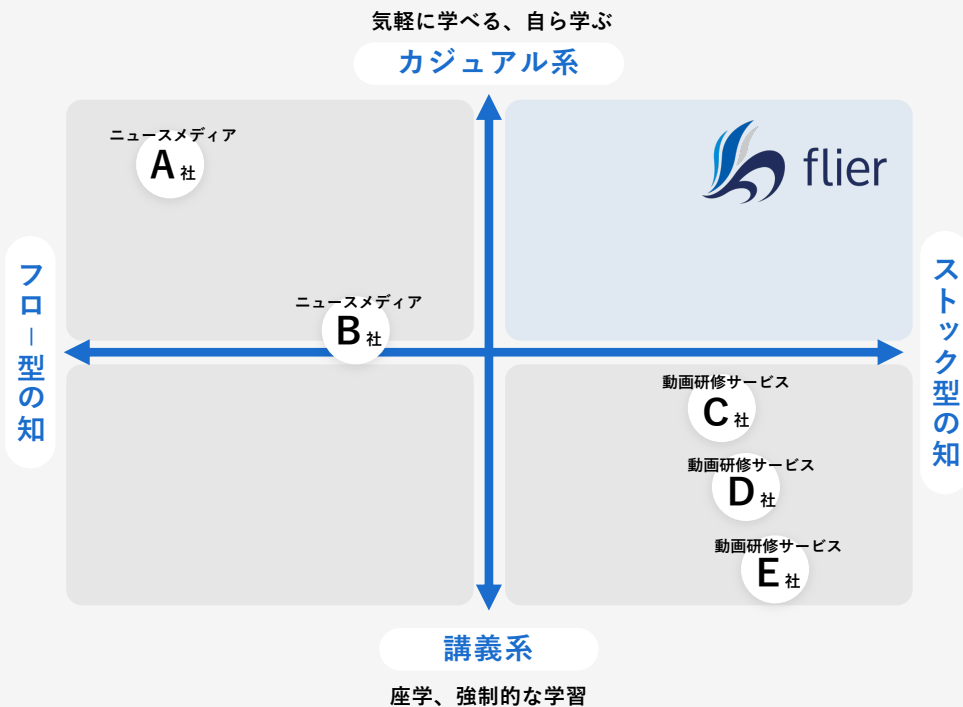 気軽に学べる、自ら学ぶ
カジュアル系
ニュースメディア
A社
flier
ニュースメディア
B社
フロー型の知
ストック型の知
動画研修サービス
C社
動画研修サービス
D社
動画研修サービス
E社
講義系
座学、強制的な学習